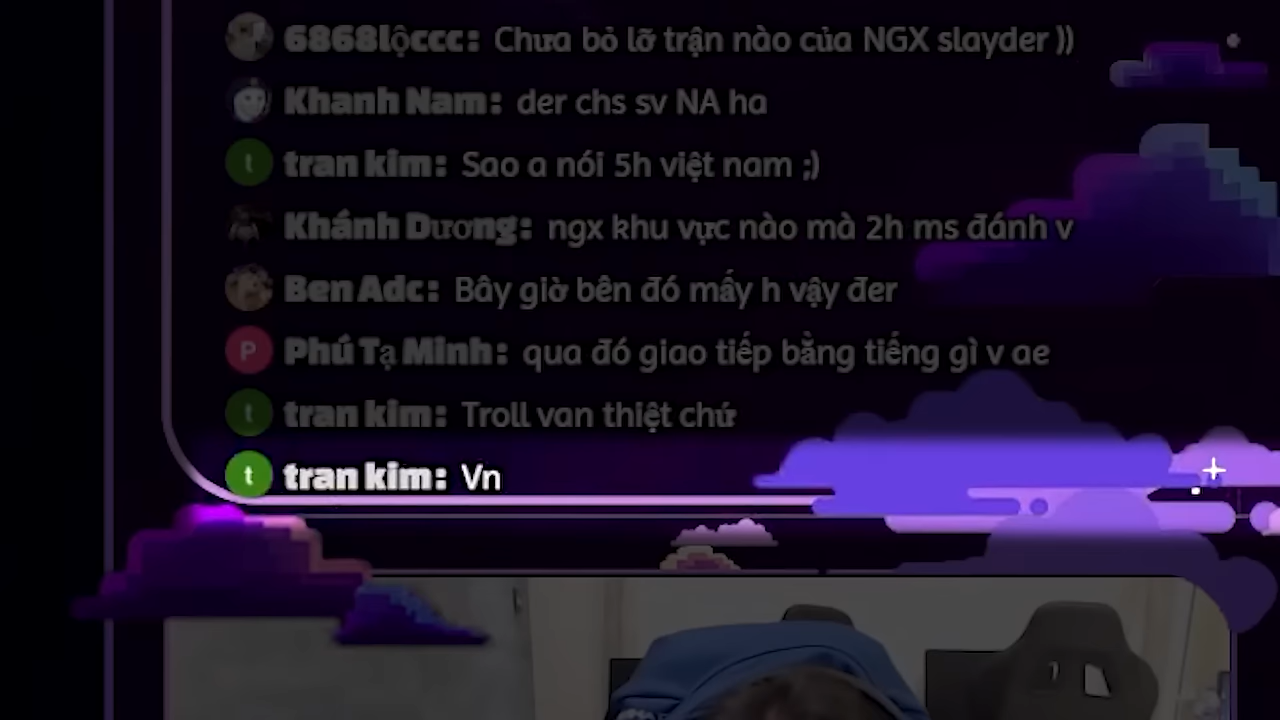 6868lộccc: Chưa bỏ lỡ trận nào của NGX slayder ))
Khanh Nam: der chs sv NA ha
t tran kim: Sao a nói 5h việt nam ;)
Khánh Dương: ngx khu vực nào mà 2h ms đánh v
Ben Adc: Bây giờ bên đó mấy h vậy đer
P Phú Tạ Minh: qua đó giao tiếp bằng tiếng gì v ae
t tran kim: Troll van thiệt chứ
t tran kim: Vn